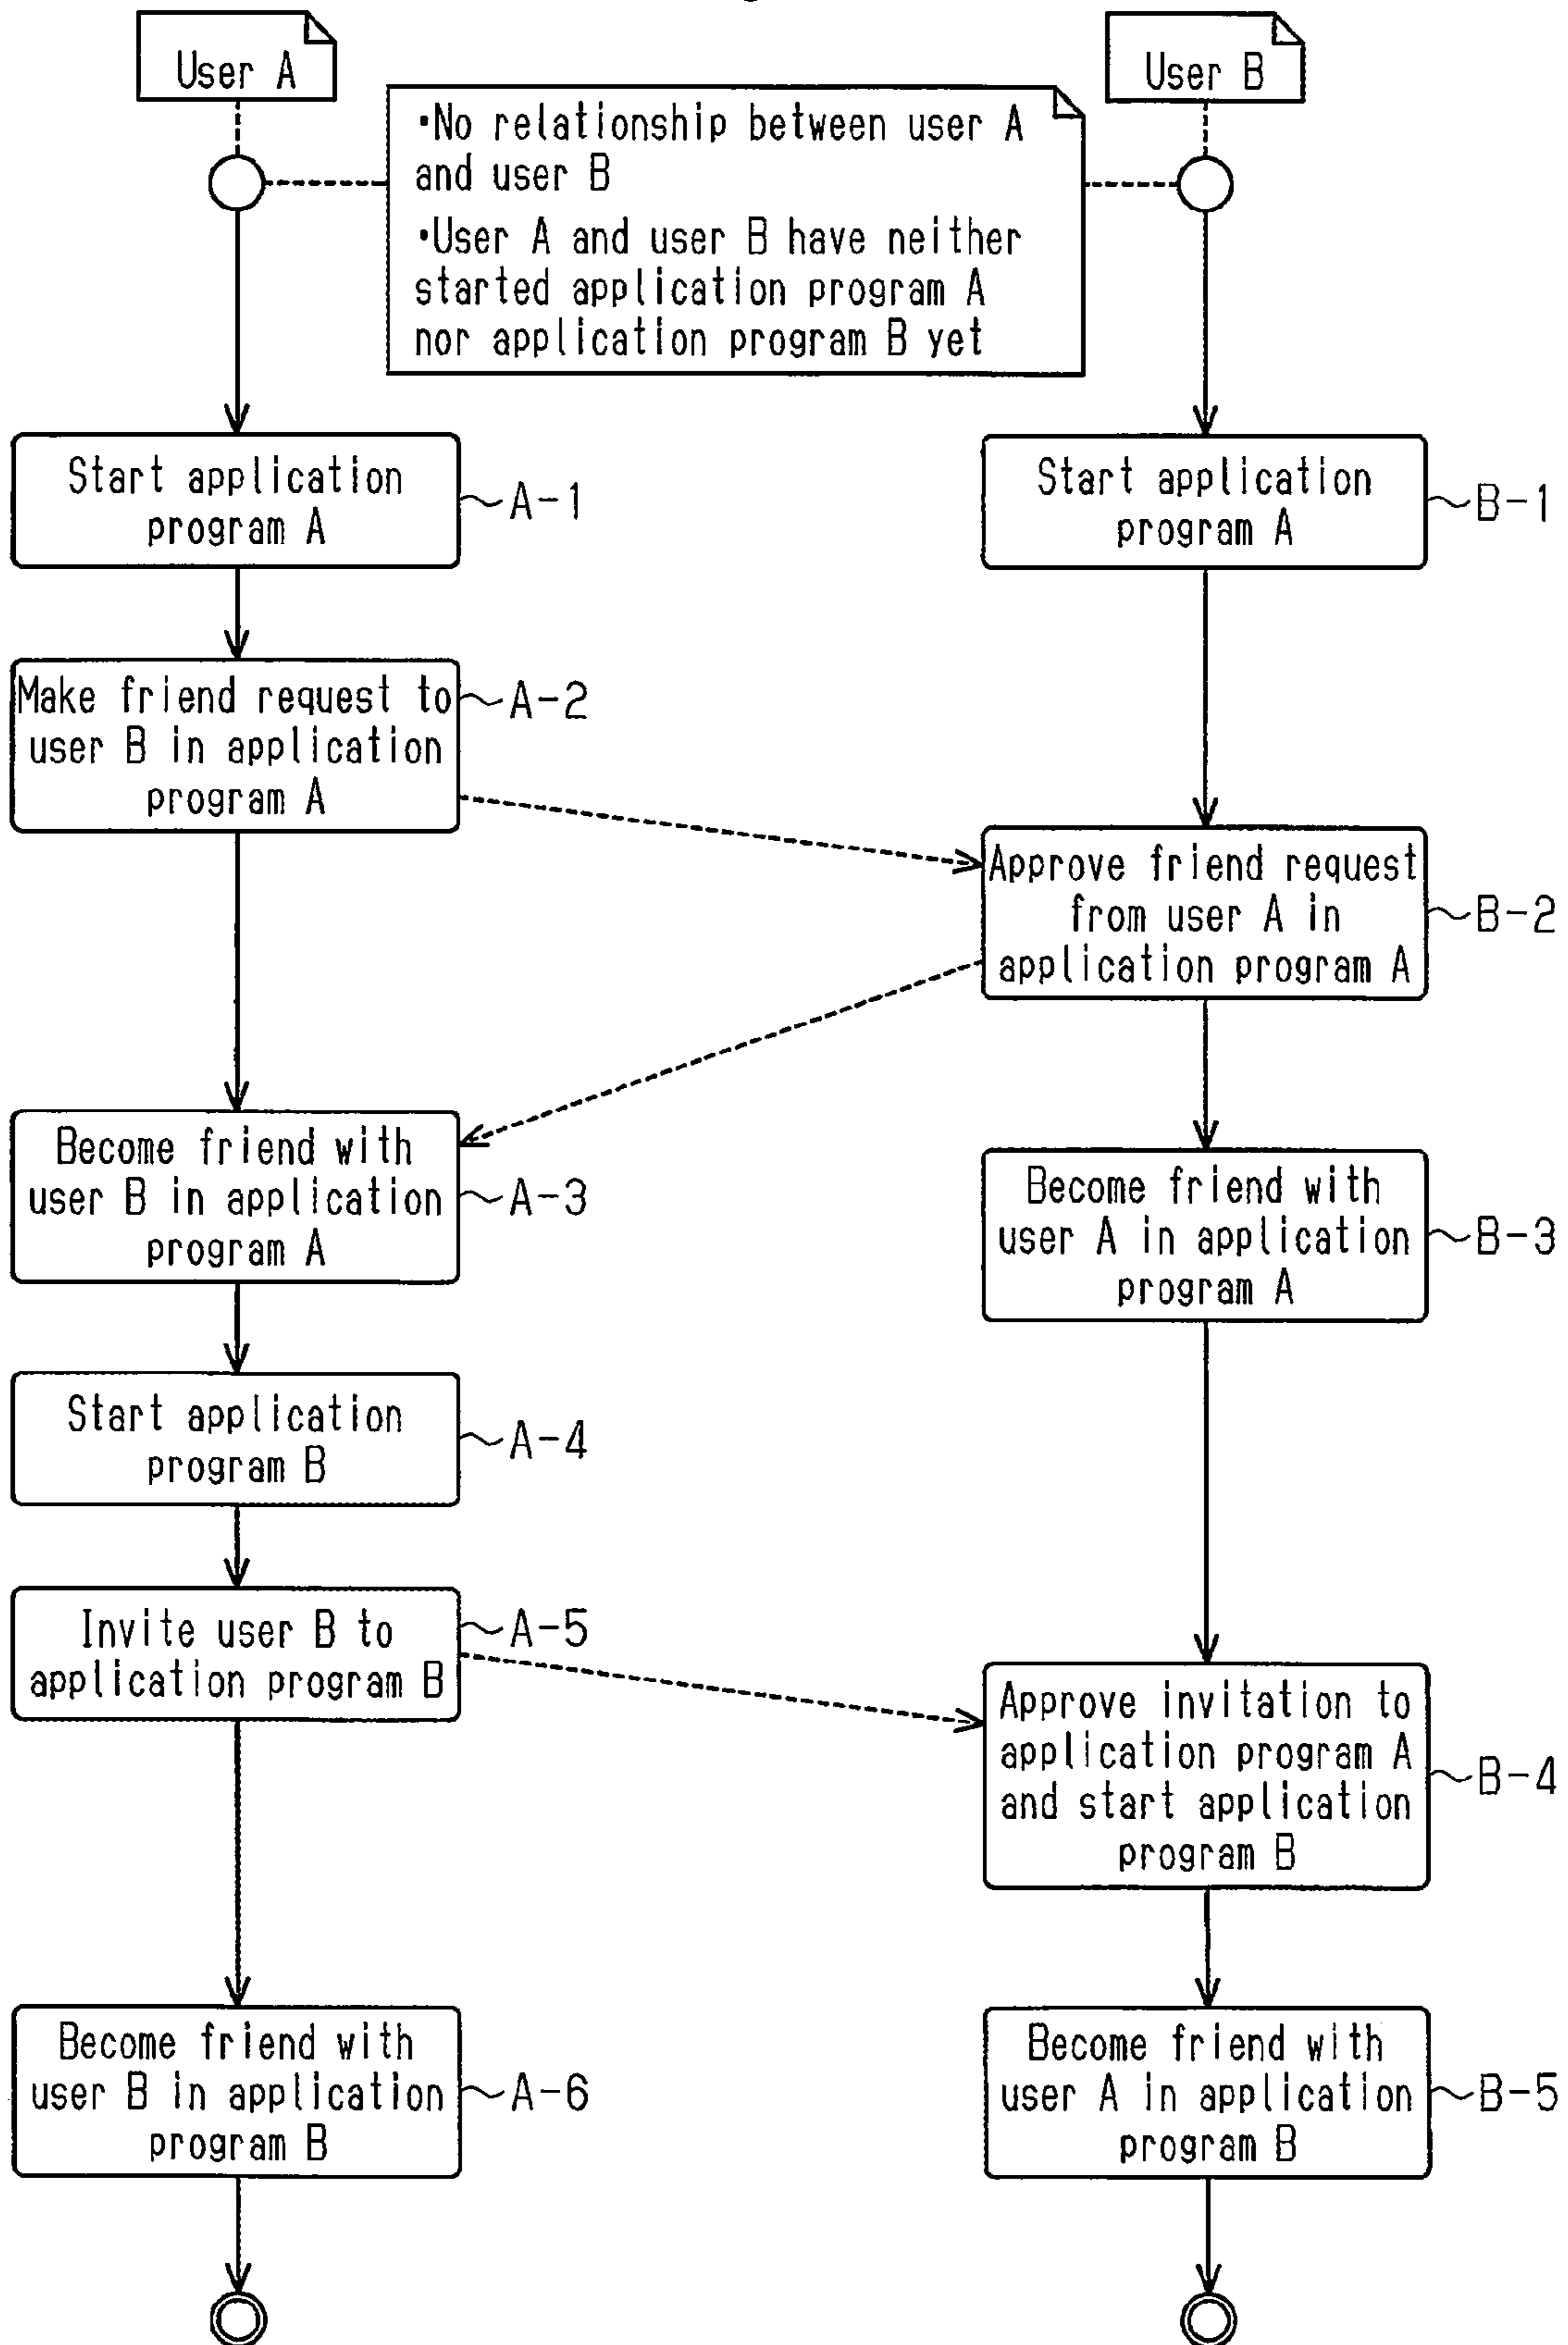 User A
User B
•No relationship between user A
and user B
•User A and user B have neither
started application program A
nor application program B yet
Start application
program A
A-1
Start application
program A
B-1
Make friend request to
user B in application
program A
A-2
Approve friend request
from user A in
application program A
B-2
Become friend with
user B in application
program A
A-3
Become friend with
user A in application
program A
B-3
Start application
program B
A-4
Invite user B to
application program B
A-5
Approve invitation to
application program A
and start application
program B
B-4
Become friend with
user B in application
program B
A-6
Become friend with
user A in application
program B
B-5